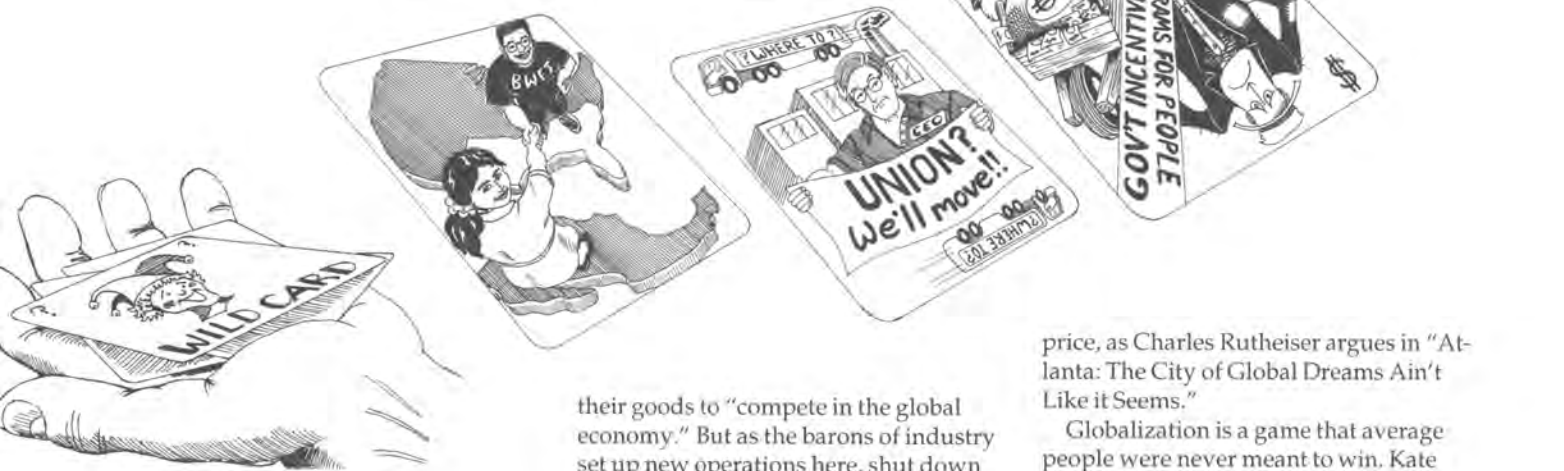 BWFJ
? WHERE TO ?
CEO
UNION?
We'll move!!
? WHERE TO ?
GOV'T INCENTIVE
FOR PEOPLE
$
WILD CARD
their goods to "compete in the global
economy." But as the barons of industry
set up new operations here, shut down
price, as Charles Rutheiser argues in "At-
lanta: The City of Global Dreams Ain't
Like it Seems."
Globalization is a game that average
people were never meant to win. Kate